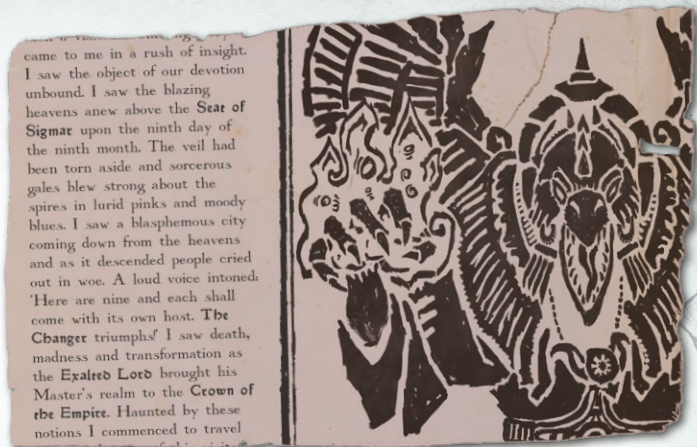 came to me in a rush of insight.
I saw the object of our devotion
unbound. I saw the blazing
heavens anew above the Seat of
Sigmar upon the ninth day of
the ninth month. The veil had
been torn aside and sorcerous
gales blew strong about the
spires in lurid pinks and moody
blues. I saw a blasphemous city
coming down from the heavens
and as it descended people cried
out in woe. A loud voice intoned:
'Here are nine and each shall
come with its own host. The
Changer triumphs!' I saw death,
madness and transformation as
the Exalted Lord brought his
Master's realm to the Crown of
the Empire. Haunted by these
notions I commenced to travel